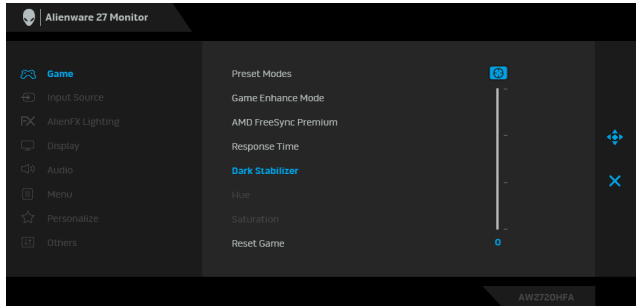 Alienware 27 Monitor
Game
Input Source
AlienFX Lighting
Display
Audio
Menu
Personalize
Others
Preset Modes
Game Enhance Mode
AMD FreeSync Premium
Response Time
Dark Stabilizer
Hue
Saturation
Reset Game
0
AW2720HFA